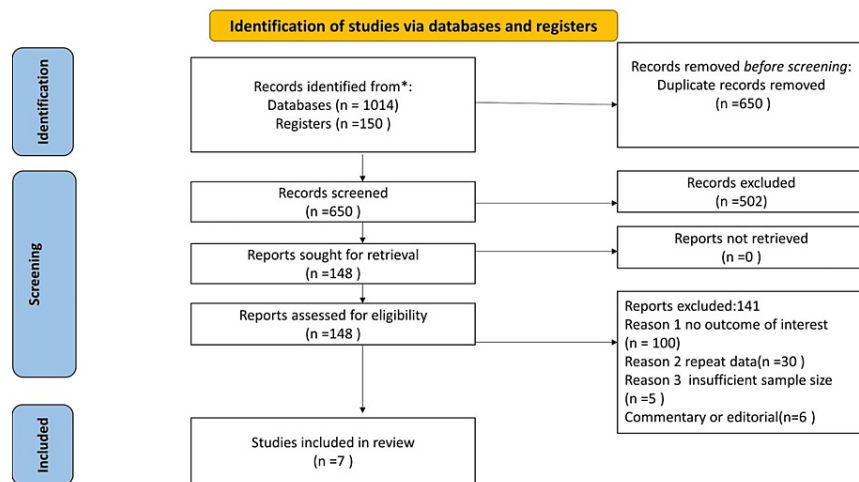 Identification of studies via databases and registers
Identification
Records identified from*:
Databases (n = 1014)
Registers (n =150 )
Records removed before screening:
Duplicate records removed
(n =650 )
Screening
Records screened
(n =650 )
Records excluded
(n =502)
Reports sought for retrieval
(n =148 )
Reports not retrieved
(n =0 )
Reports assessed for eligibility
(n =148 )
Reports excluded:141
Reason 1 no outcome of interest
(n = 100)
Reason 2 repeat data(n =30 )
Reason 3  insufficient sample size
(n =5 )
Commentary or editorial(n=6 )
Included
Studies included in review
(n =7 )